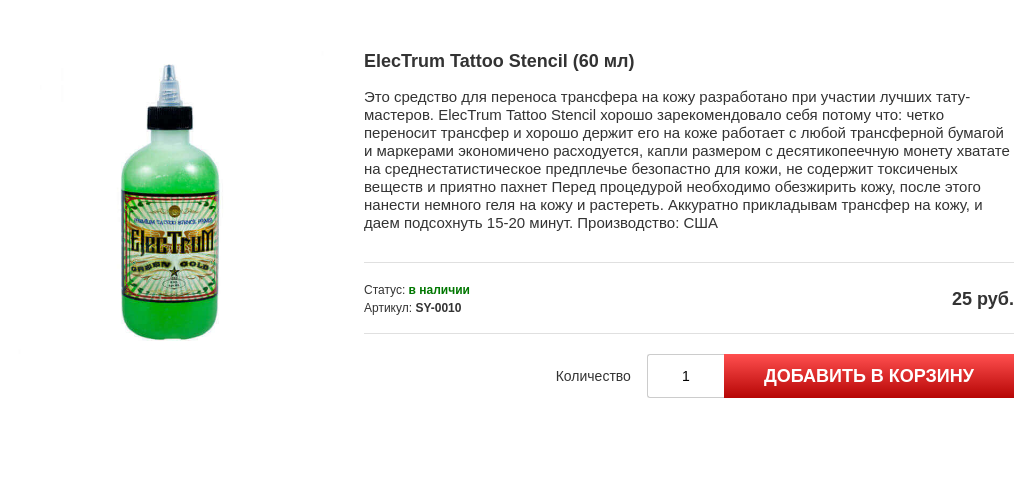 ElecTrum Tattoo Stencil (60 мл)
Это средство для переноса трансфера на кожу разработано при участии лучших тату-
мастеров. ElecTrum Tattoo Stencil хорошо зарекомендовало себя потому что: четко
переносит трансфер и хорошо держит его на коже работает с любой трансферной бумагой
и маркерами экономичено расходуется, капли размером с десятикопеечную монету хватате
на среднестатистическое предплечье безопастно для кожи, не содержит токсиченых
веществ и приятно пахнет Перед процедурой необходимо обезжирить кожу, после этого
нанести немного геля на кожу и растереть. Аккуратно прикладывам трансфер на кожу, и
даем подсохнуть 15-20 минут. Производство: США
ElecTruM
GREEN GOLD
Статус: в наличии
Артикул: SY-0010
25 руб.
Количество 1 ДОБАВИТЬ В КОРЗИНУ